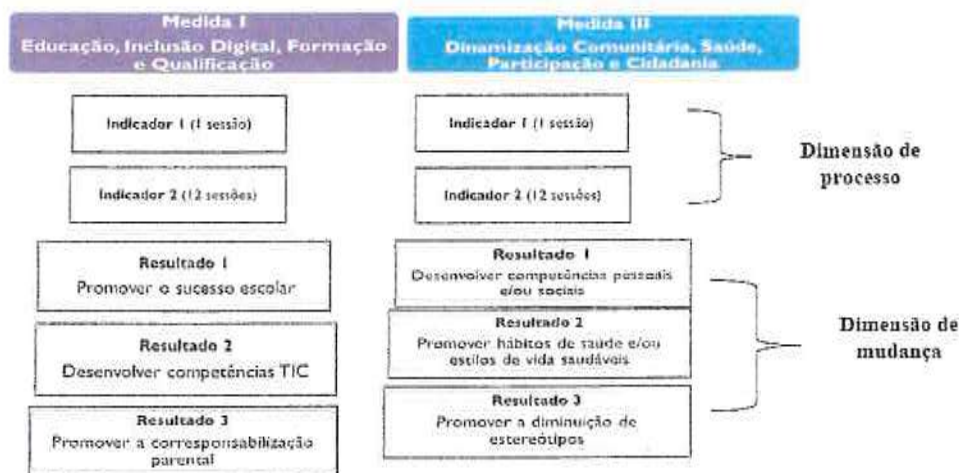 Medida I
Educação, Inclusão Digital, Formação
e Qualificação
Medida III
Dinamização Comunitária, Saúde,
Participação e Cidadania
Indicador 1 (1 sessão)
Indicador 1 (1 sessão)
Indicador 2 (12 sessões)
Indicador 2 (12 sessões)
Dimensão de
processo
Resultado 1
Promover o sucesso escolar
Resultado 1
Desenvolver competências pessoais
e/ou sociais
Resultado 2
Desenvolver competências TIC
Resultado 2
Promover hábitos de saúde e/ou
estilos de vida saudáveis
Dimensão de
mudança
Resultado 3
Promover a corresponsabilização
parental
Resultado 3
Promover a diminuição de
estereótipos